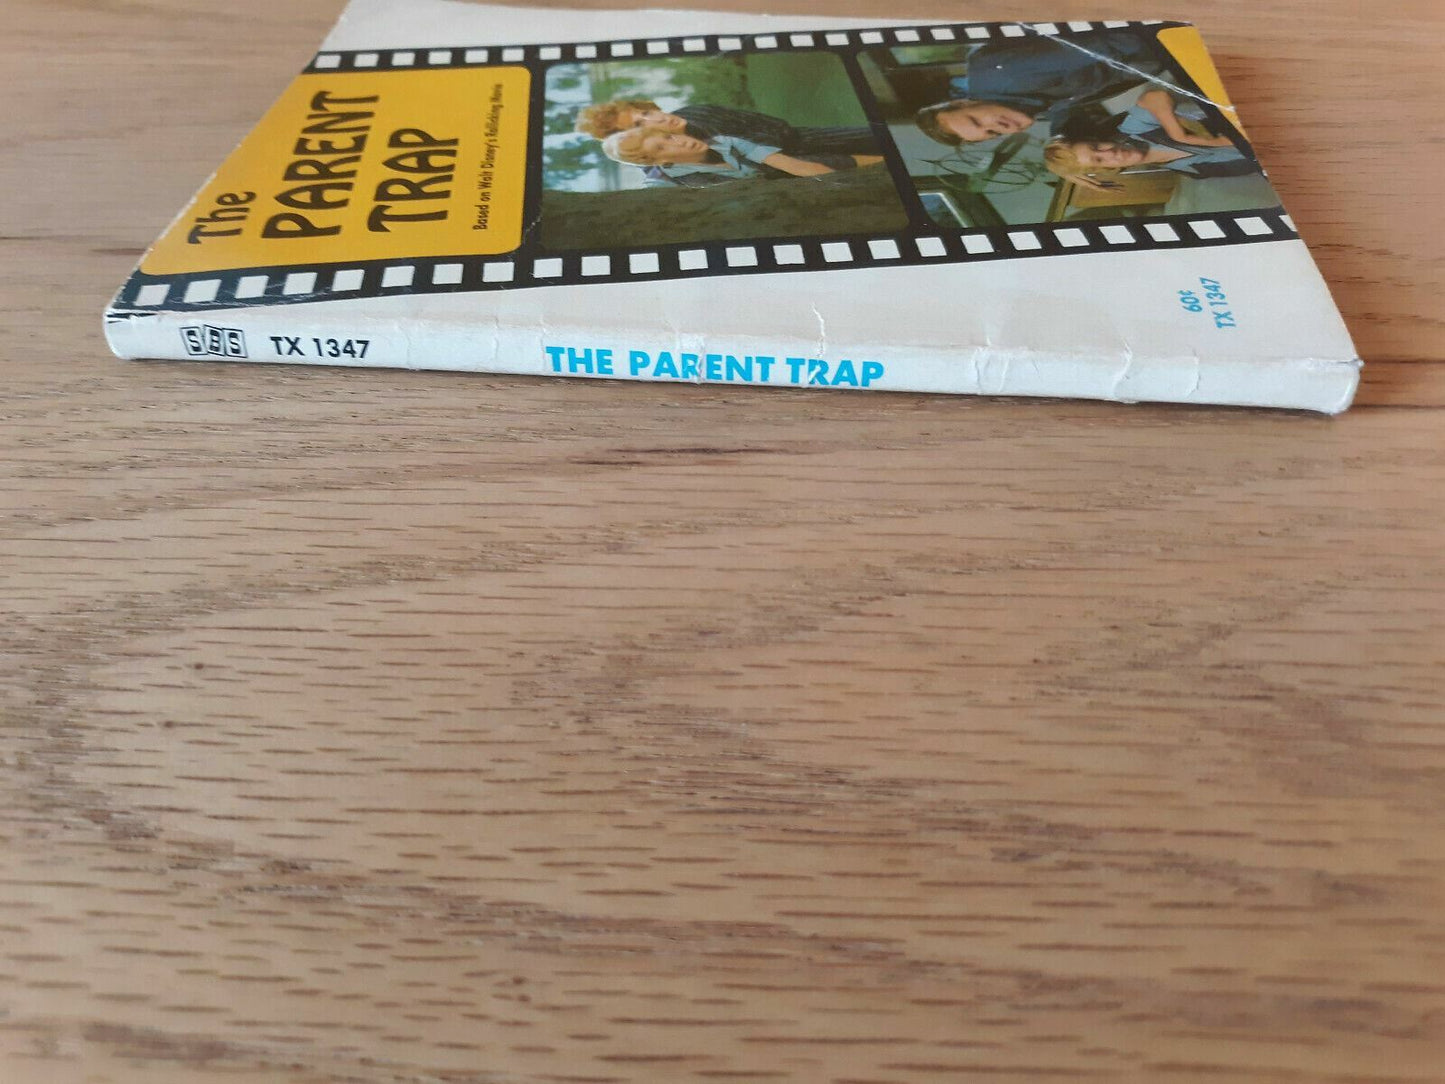 The
PARENT
TRAP
Based on Walt Disney's Rollicking Movie
60¢
TX 1347
SBS TX 1347 THE PARENT TRAP